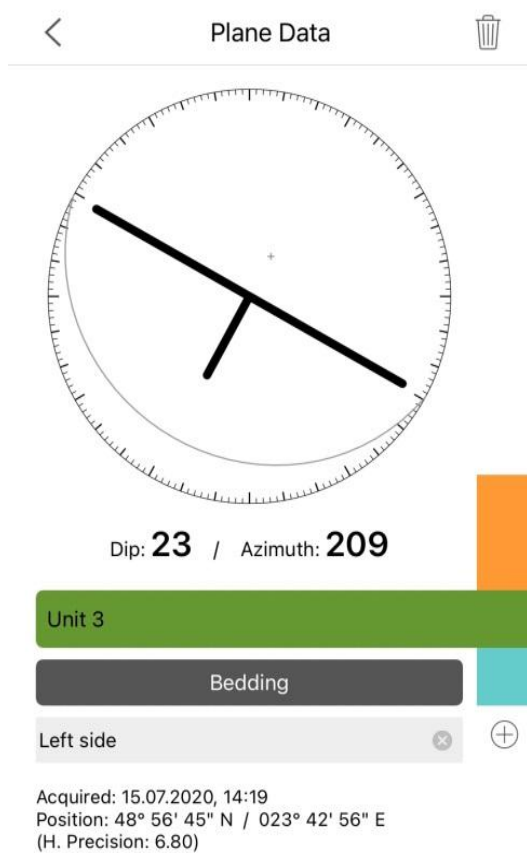 Plane Data
Dip: 23 / Azimuth: 209
Unit 3
Bedding
Left side
Acquired: 15.07.2020, 14:19
Position: 48° 56' 45" N / 023° 42' 56" E
(H. Precision: 6.80)